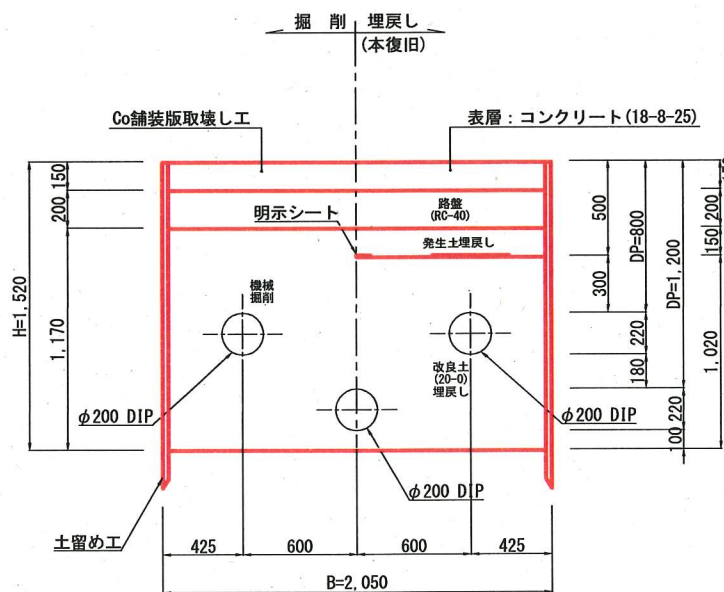 掘 削 埋戻し
(本復旧)
Co舗装版取壊し工
表層：コンクリート(18-8-25)
150
200
1,170
H=1,520
路盤
(RC-40)
明示シート
発生土埋戻し
機械
掘削
改良土
(20-0)
埋戻し
φ200 DIP
φ200 DIP
φ200 DIP
土留め工
500
300
DP=800
220
180
DP=1,200
220
100
200
150
1,020
425
600
600
425
B=2,050